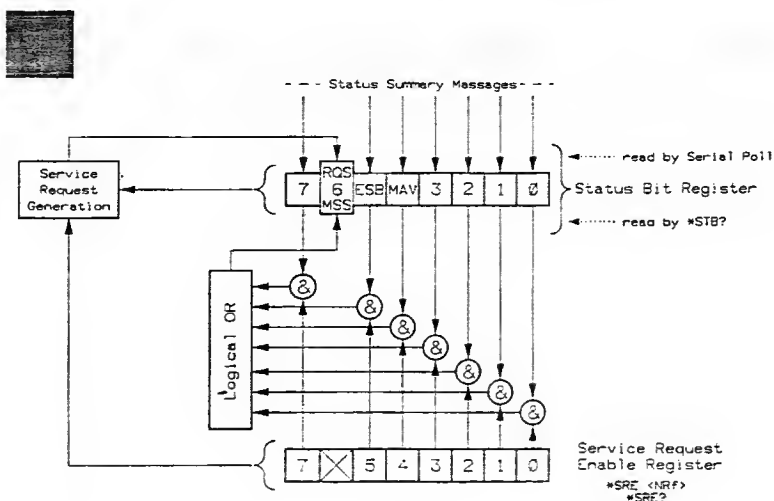 Status Summary Massages
read by Serial Poll
Service
Request
Generation
7 RQS 6 MSS ESB MAV 3 2 1 0
Status Bit Register
read by *STB?
Logical OR
&
&
&
&
&
&
&
7 5 4 3 2 1 0
Service Request
Enable Register
*SRE <NRf>
*SRE?